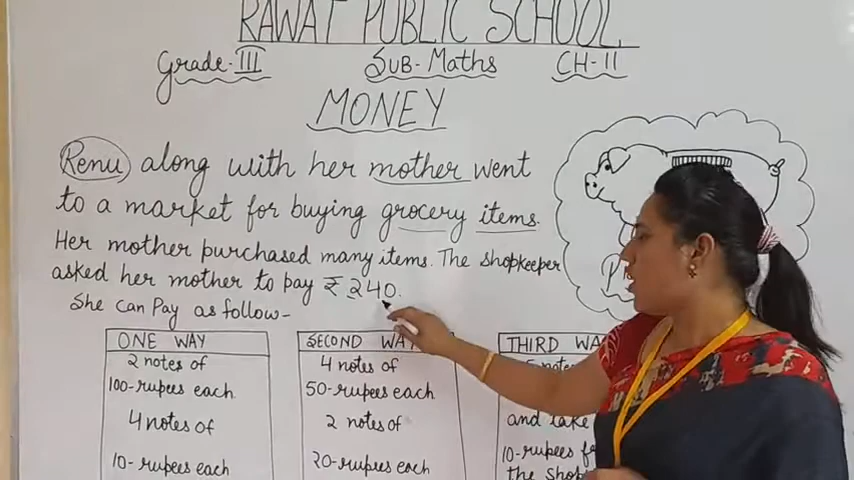 RAWAT PUBLIC SCHOOL
Grade-III Sub-Maths CH-11
MONEY
Renu along with her mother went
to a market for buying grocery items.
Her mother purchased many items. The shopkeeper
asked her mother to pay ₹ 240.
She can Pay as follow-
ONE WAY
2 notes of
100-rupees each
4 notes of
10-rupees each
SECOND WAY
4 notes of
50-rupees each
2 notes of
20-rupees each
THIRD WAY
notes
and take
10-rupees
the Shop